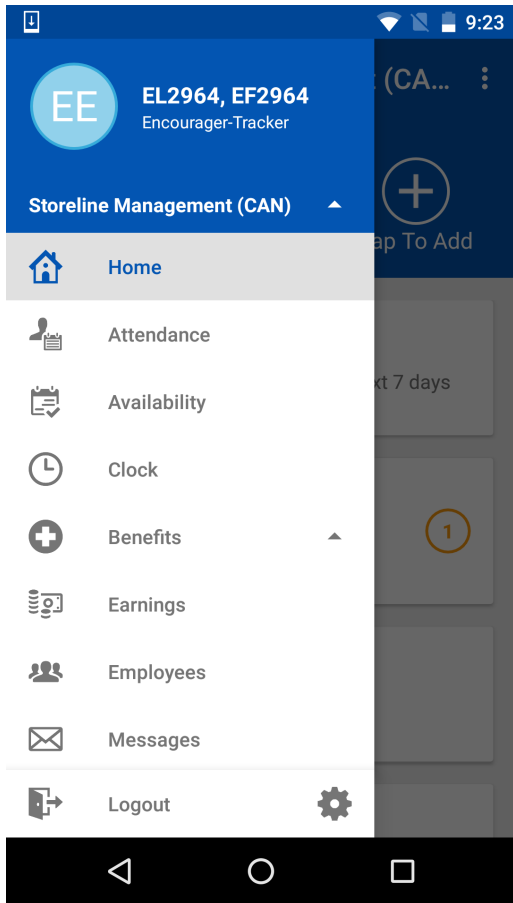 9:23
EE
EL2964, EF2964
Encourager-Tracker
(CA...
Storeline Management (CAN)
ap To Add
Home
Attendance
xt 7 days
Availability
Clock
1
Benefits
Earnings
Employees
Messages
Logout